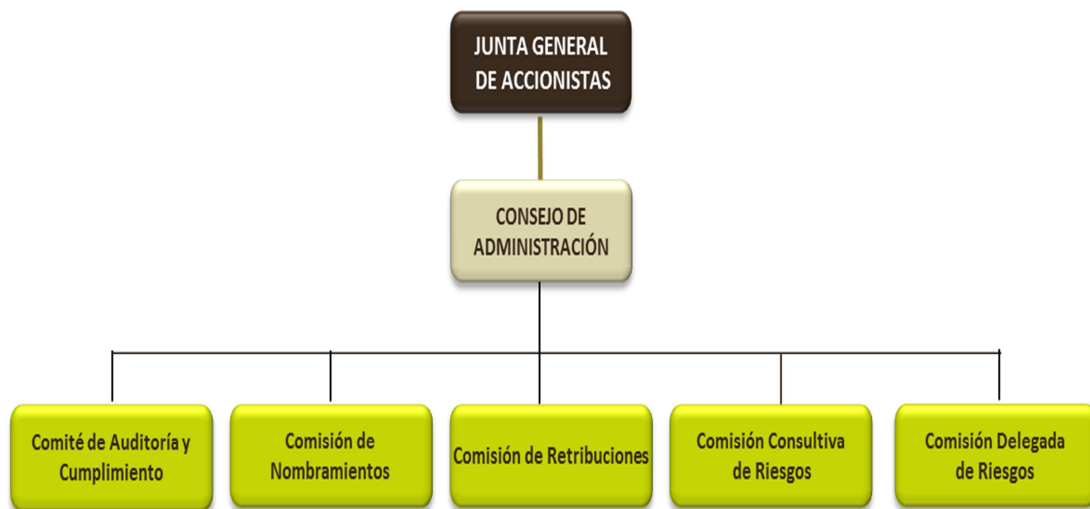 JUNTA GENERAL
DE ACCIONISTAS
CONSEJO DE
ADMINISTRACIÓN
Comité de Auditoría y
Cumplimiento
Comisión de
Nombramientos
Comisión de Retribuciones
Comisión Consultiva
de Riesgos
Comisión Delegada
de Riesgos